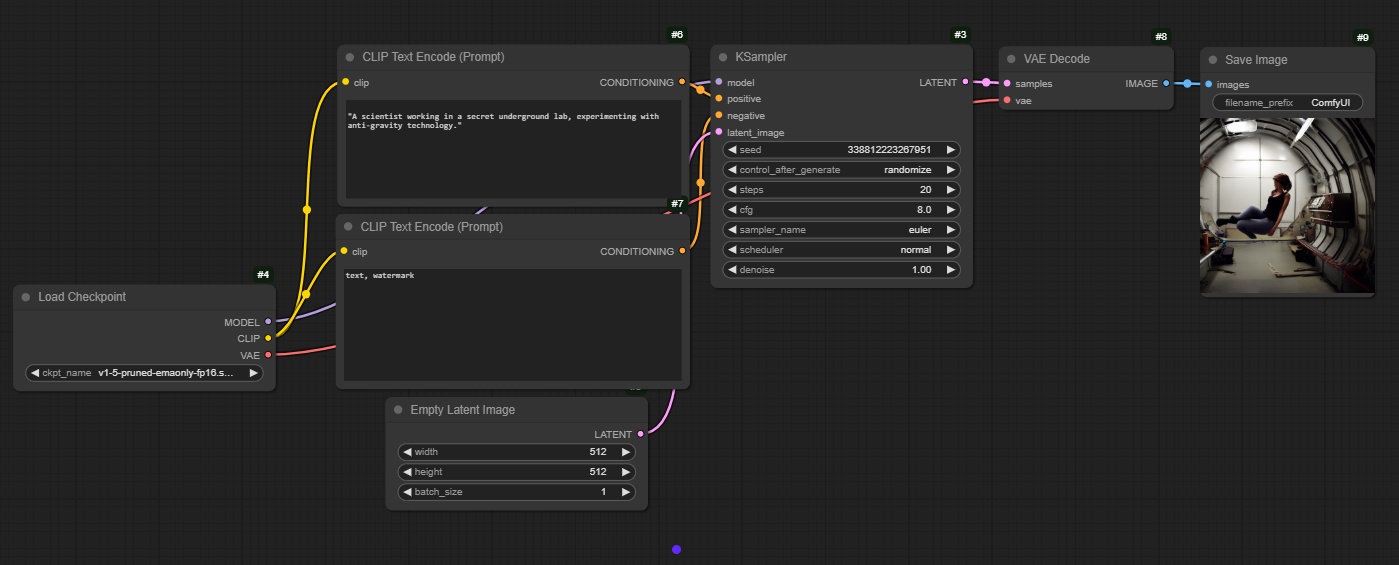 #6
CLIP Text Encode (Prompt)
clip
CONDITIONING
"A scientist working in a secret underground lab, experimenting with
anti-gravity technology."
#7
CLIP Text Encode (Prompt)
clip
CONDITIONING
text, watermark
#4
Load Checkpoint
MODEL
CLIP
VAE
ckpt_name v1-5-pruned-emaonly-fp16.s...
Empty Latent Image
LATENT
width 512
height 512
batch_size 1
#3
KSampler
model
LATENT
positive
negative
latent_image
seed 338812223267951
control_after_generate randomize
steps 20
cfg 8.0
sampler_name euler
scheduler normal
denoise 1.00
#8
VAE Decode
samples
IMAGE
vae
#9
Save Image
images
filename_prefix ComfyUI